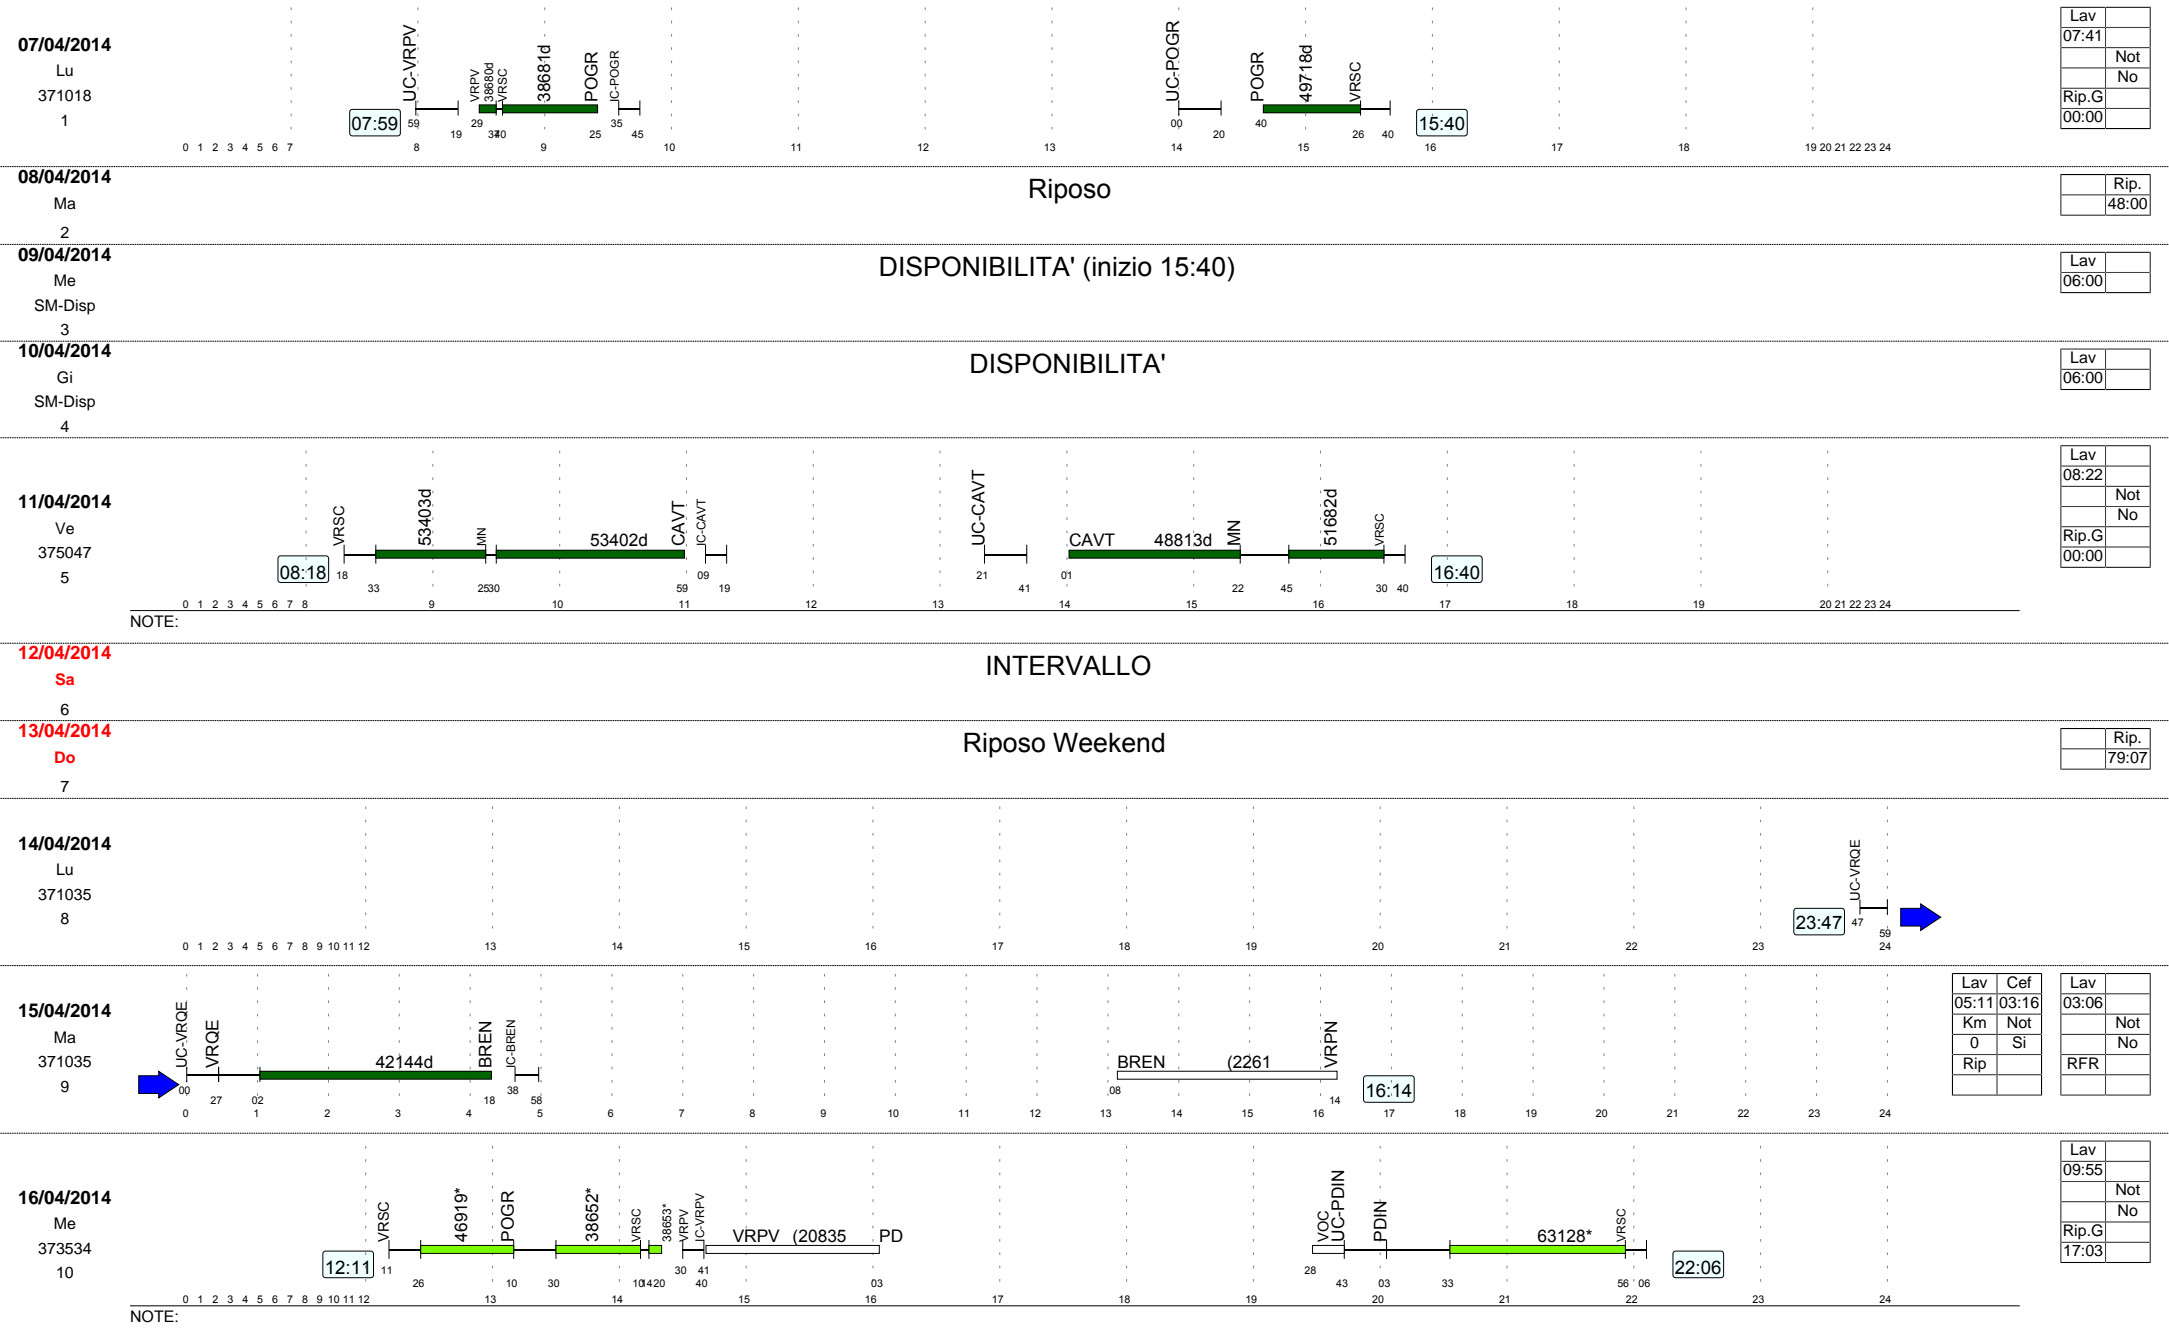 07/04/2014
Lu
371018
1
07:59
UC-VRPV
VRPV
38680d
VRSC
38681d
POGR
IC-POGR
UC-POGR
POGR
49718d
VRSC
15:40
59 19 29 37 40 25 35 45 00 20 40 26 40
0 1 2 3 4 5 6 7 8 9 10 11 12 13 14 15 16 17 18 19 20 21 22 23 24
Lav
07:41
Not
No
Rip.G
00:00
08/04/2014
Ma
2
Riposo
Rip.
48:00
09/04/2014
Me
SM-Disp
3
DISPONIBILITA' (inizio 15:40)
Lav
06:00
10/04/2014
Gi
SM-Disp
4
DISPONIBILITA'
Lav
06:00
11/04/2014
Ve
375047
5
08:18
VRSC
53403d
MN
53402d
CAVT
IC-CAVT
UC-CAVT
CAVT
48813d
MN
51682d
VRSC
16:40
18 33 25 30 59 09 19 21 41 01 22 45 30 40
0 1 2 3 4 5 6 7 8 9 10 11 12 13 14 15 16 17 18 19 20 21 22 23 24
NOTE:
Lav
08:22
Not
No
Rip.G
00:00
12/04/2014
Sa
6
INTERVALLO
13/04/2014
Do
7
Riposo Weekend
Rip.
79:07
14/04/2014
Lu
371035
8
23:47
UC-VRQE
47 59
0 1 2 3 4 5 6 7 8 9 10 11 12 13 14 15 16 17 18 19 20 21 22 23 24
15/04/2014
Ma
371035
9
UC-VRQE
VRQE
42144d
BREN
IC-BREN
BREN
(2261
VRPN
16:14
00 27 02 18 38 58 08 14
0 1 2 3 4 5 6 7 8 9 10 11 12 13 14 15 16 17 18 19 20 21 22 23 24
Lav Cef
05:11 03:16
Km Not
0 Si
Rip
Lav
03:06
Not
No
RFR
16/04/2014
Me
373534
10
12:11
VRSC
46919*
POGR
38652*
VRSC
38653*
VRPV
IC-VRPV
VRPV (20835 PD
VOC
UC-PDIN
PDIN
63128*
VRSC
22:06
11 26 10 30 10 14 20 30 41 40 03 28 43 03 33 56 06
0 1 2 3 4 5 6 7 8 9 10 11 12 13 14 15 16 17 18 19 20 21 22 23 24
NOTE:
Lav
09:55
Not
No
Rip.G
17:03